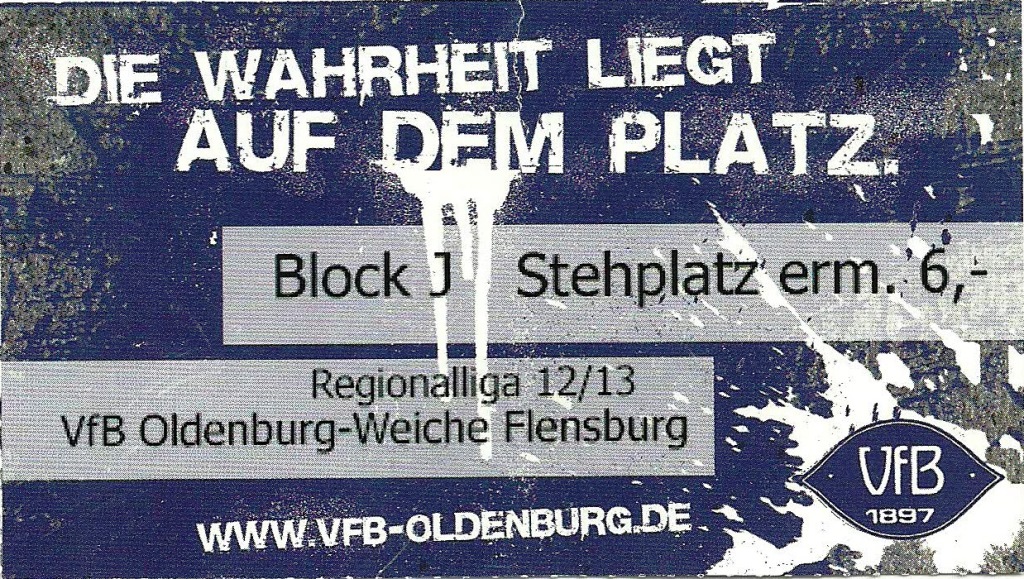 DIE WAHRHEIT LIEGT
AUF DEM PLATZ.
Block J Stehplatz erm. 6,-
Regionalliga 12/13
VfB Oldenburg-Weiche Flensburg
WWW.VFB-OLDENBURG.DE
VfB
1897